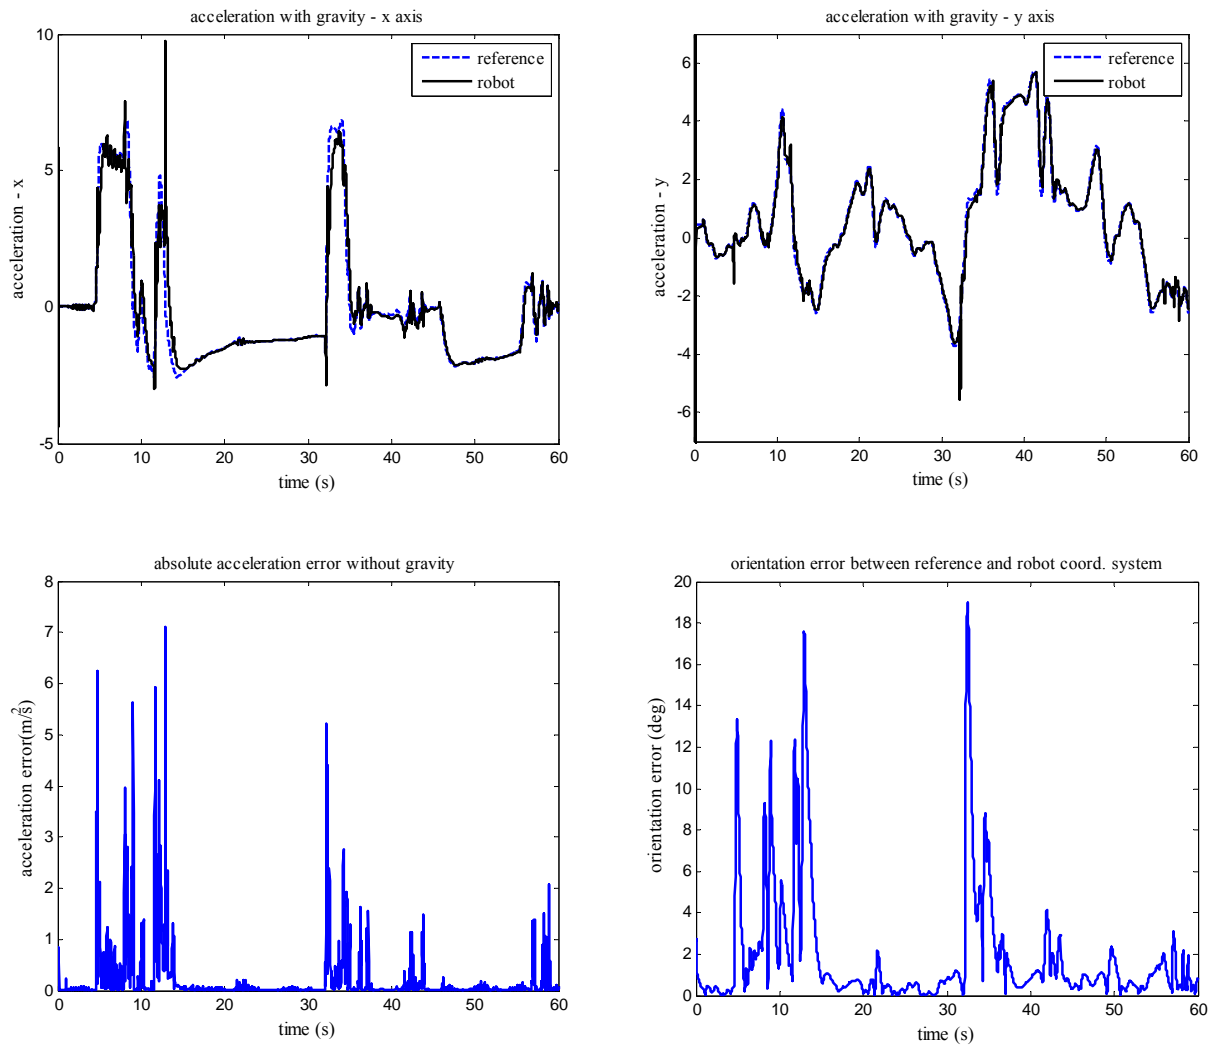 acceleration with gravity - x axis
10
5
0
-5
acceleration - x
reference
robot
0 10 20 30 40 50 60
time (s)
acceleration with gravity - y axis
6
4
2
0
-2
-4
-6
acceleration - y
reference
robot
0 10 20 30 40 50 60
time (s)
absolute acceleration error without gravity
8
7
6
5
4
3
2
1
0
acceleration error(m/s²)
0 10 20 30 40 50 60
time (s)
orientation error between reference and robot coord. system
20
18
16
14
12
10
8
6
4
2
0
orientation error (deg)
0 10 20 30 40 50 60
time (s)